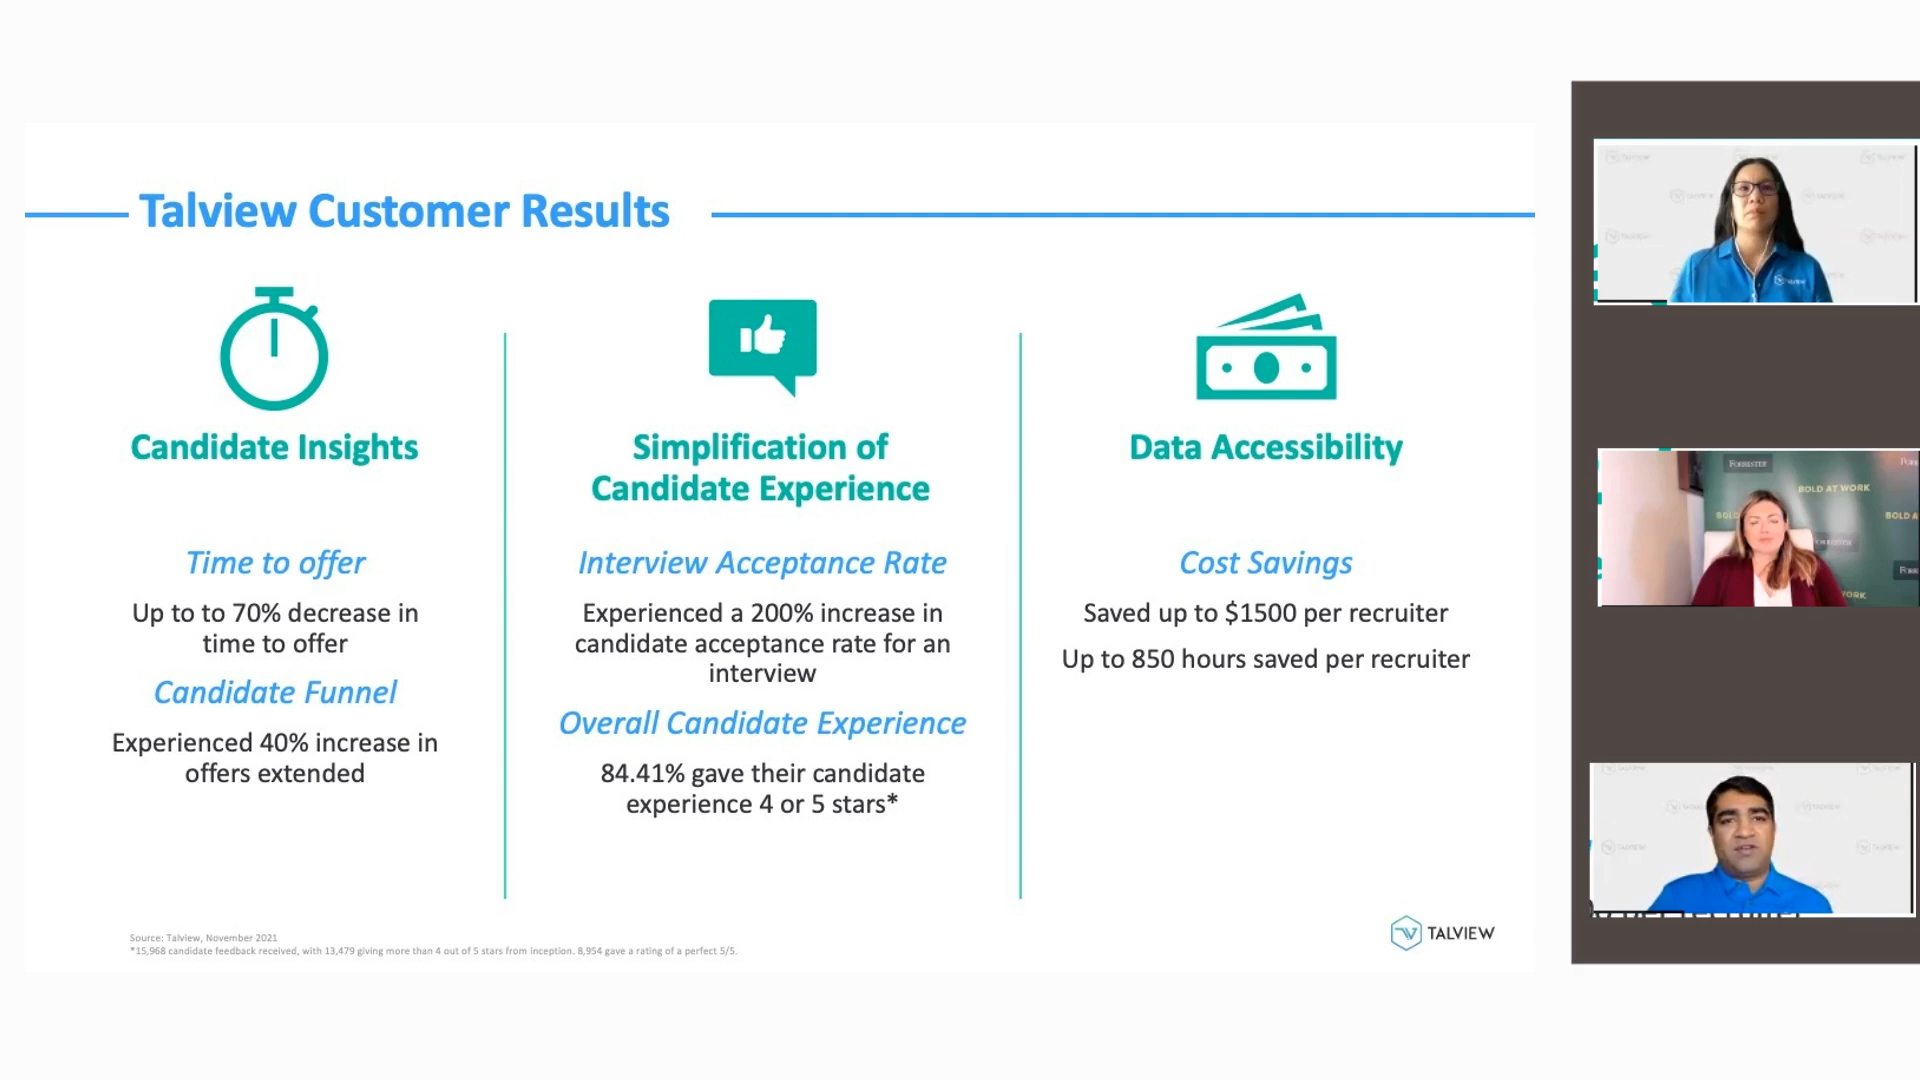 Talview Customer Results
Candidate Insights
Time to offer
Up to to 70% decrease in
time to offer
Candidate Funnel
Experienced 40% increase in
offers extended
Simplification of
Candidate Experience
Interview Acceptance Rate
Experienced a 200% increase in
candidate acceptance rate for an
interview
Overall Candidate Experience
84.41% gave their candidate
experience 4 or 5 stars*
Data Accessibility
Cost Savings
Saved up to $1500 per recruiter
Up to 850 hours saved per recruiter
Source: Talview, November 2021
*15,968 candidate feedback received, with 13,479 giving more than 4 out of 5 stars from inception. 8,954 gave a rating of a perfect 5/5.
TALVIEW
FORRESTER
BOLD AT WORK